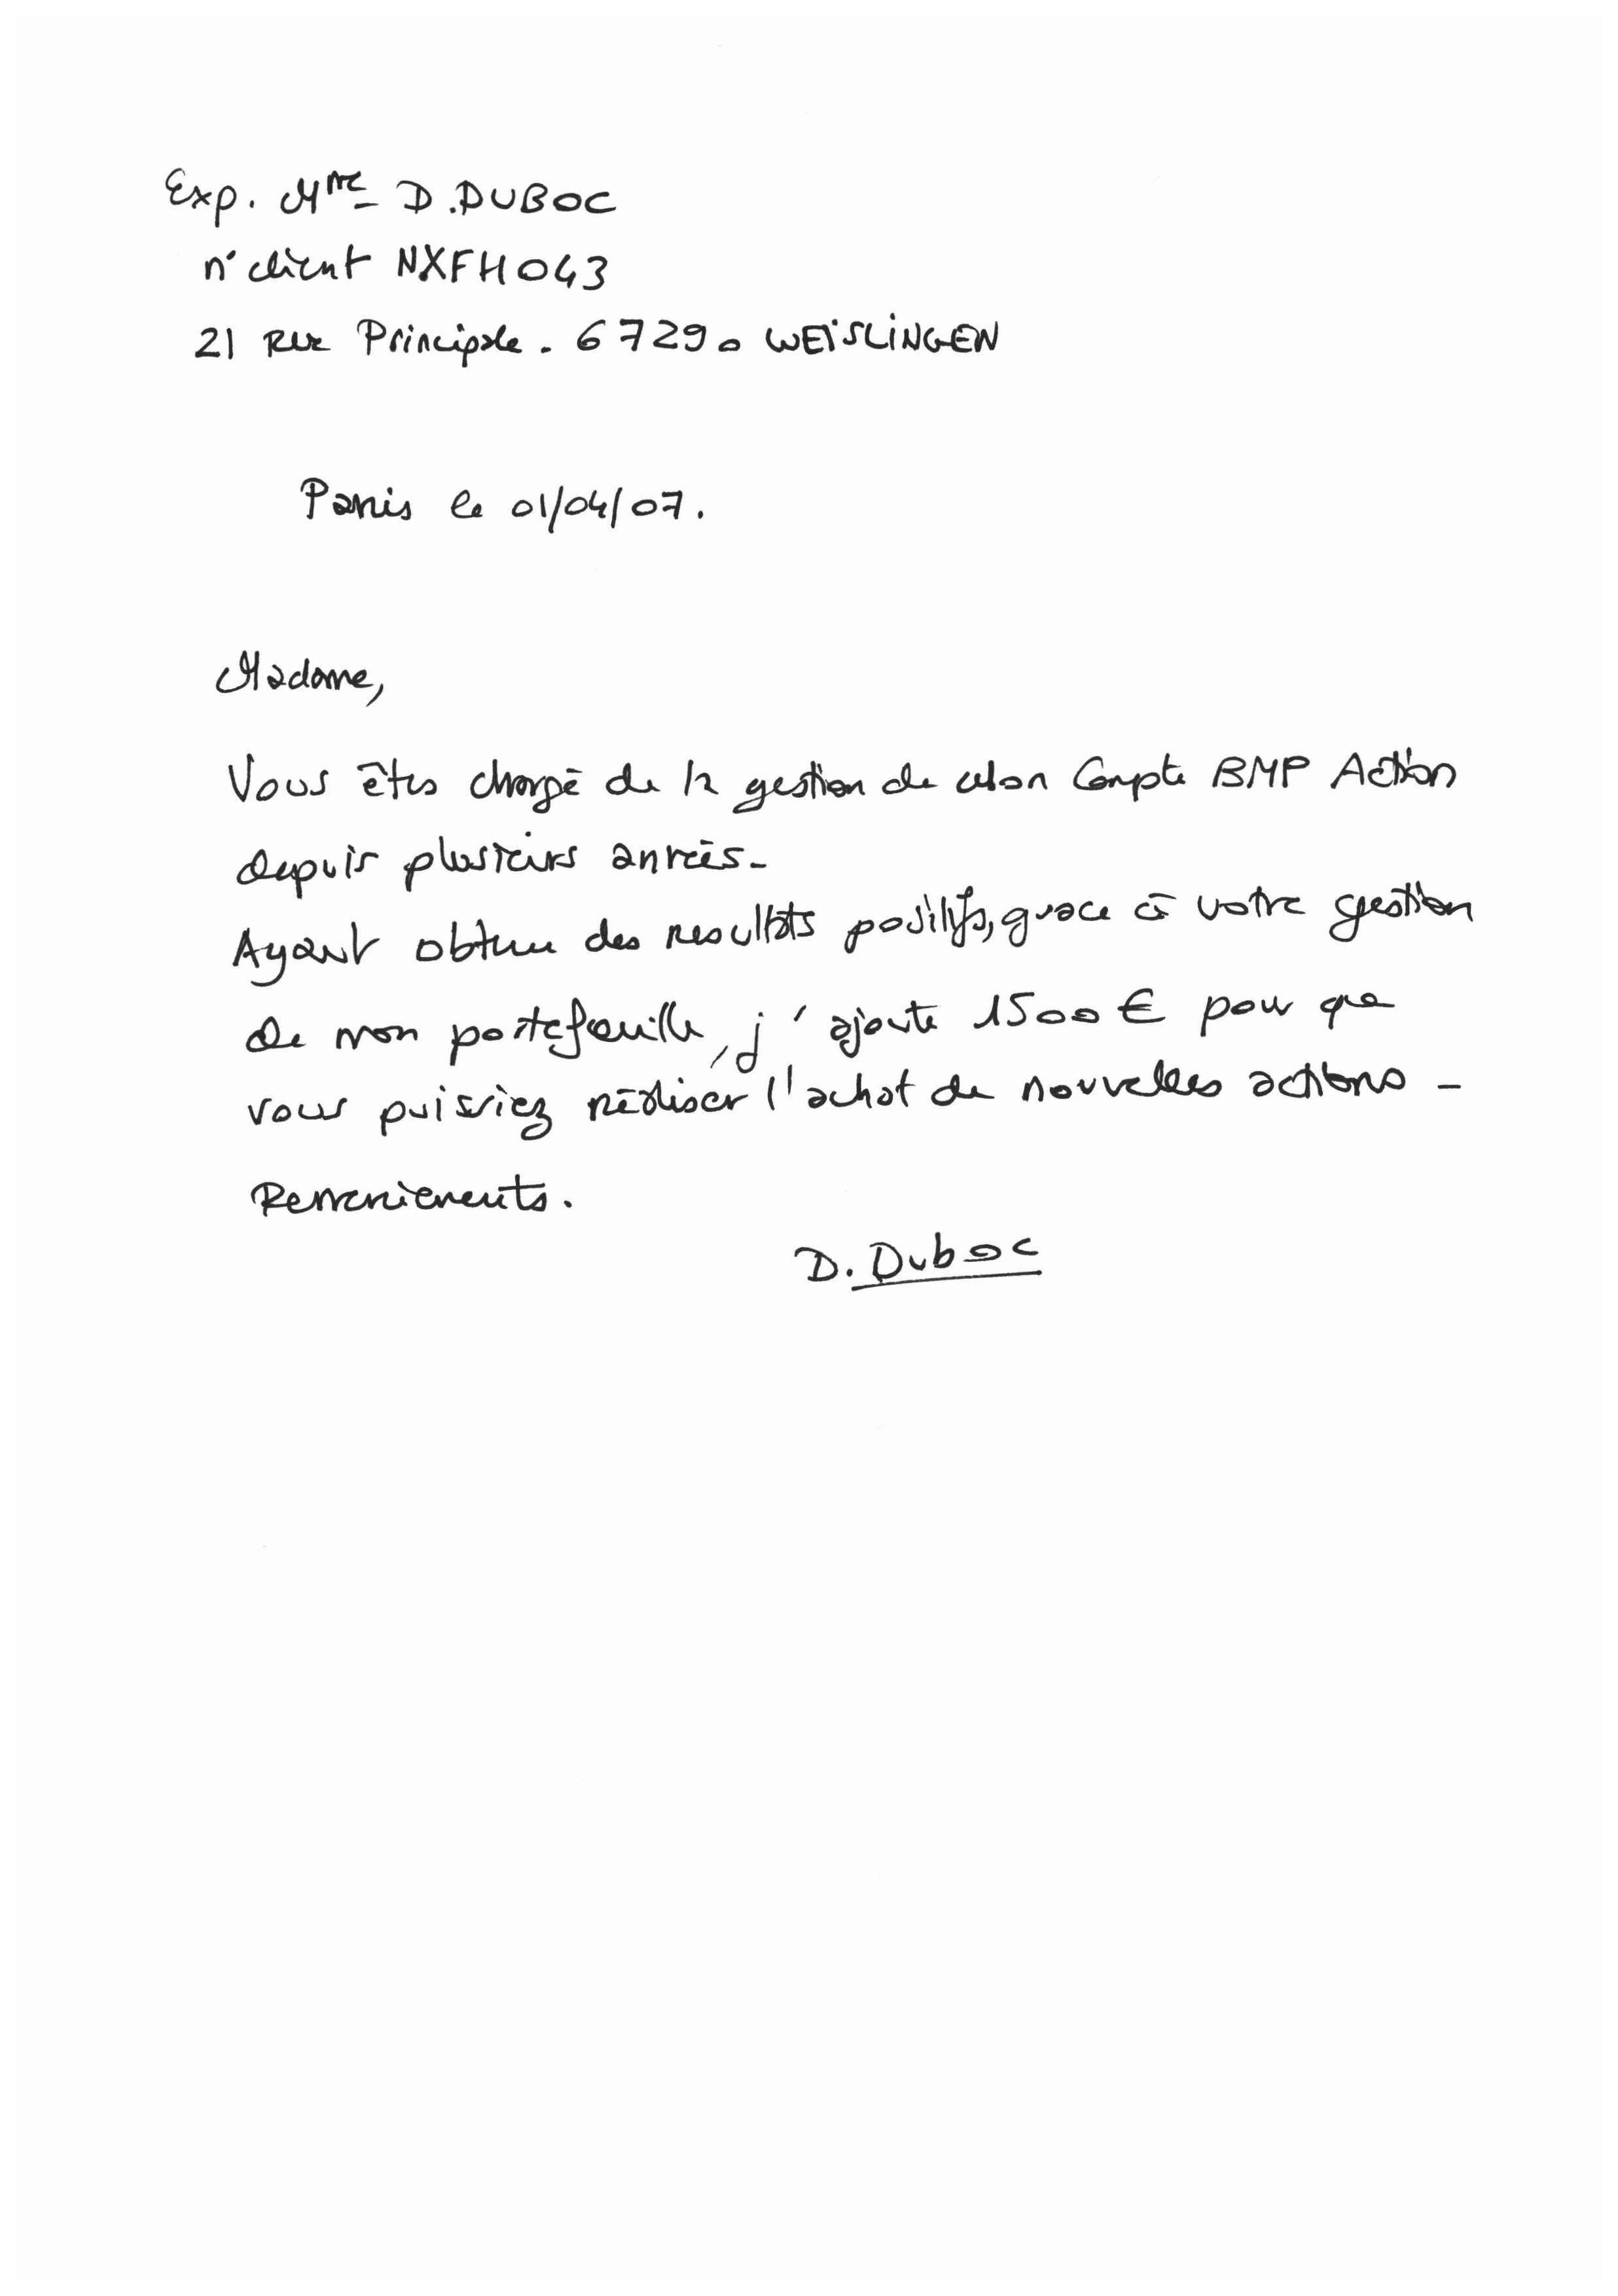 Exp. Mme D. DUBOC
n° client NXFH043
21 Rue Principale. 67290 WEISLINGEN
Paris le 01/04/07.
Madame,
Vous êtes chargé de la gestion de mon Compte BMP Action
depuis plusieurs années-
Ayant obtenu des resultats positifs, grace à votre gestion
de mon portefeuille, j'ajoute 1500 € pour que
vous puissiez réaliser l'achat de nouvelles actions -
Remerciements.
D. Duboc